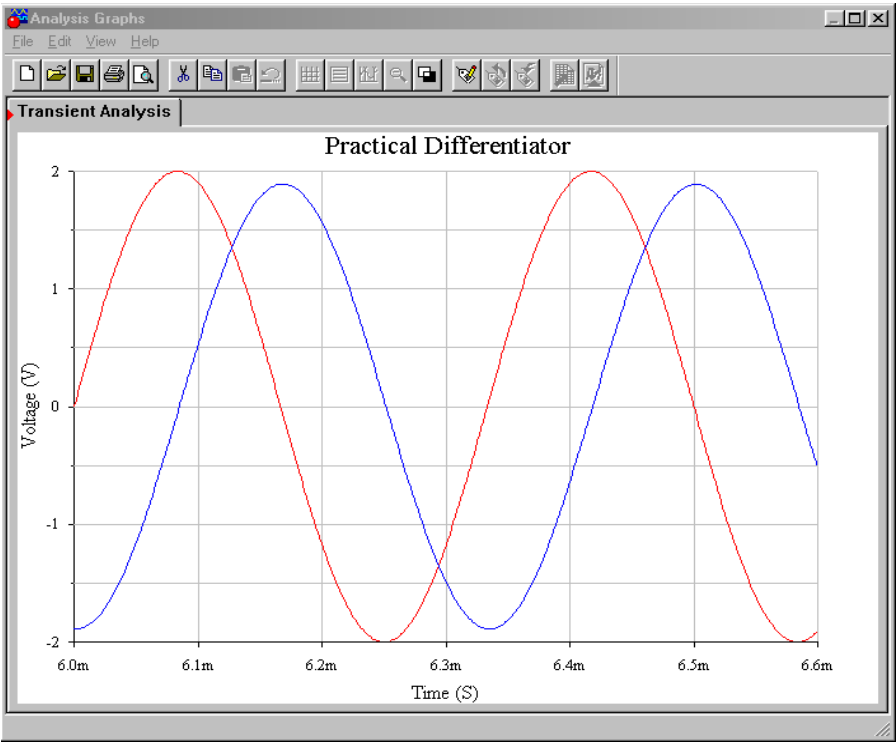 Analysis Graphs
File Edit View Help
Transient Analysis
Practical Differentiator
2
1
0
-1
-2
Voltage (V)
6.0m 6.1m 6.2m 6.3m 6.4m 6.5m 6.6m
Time (S)